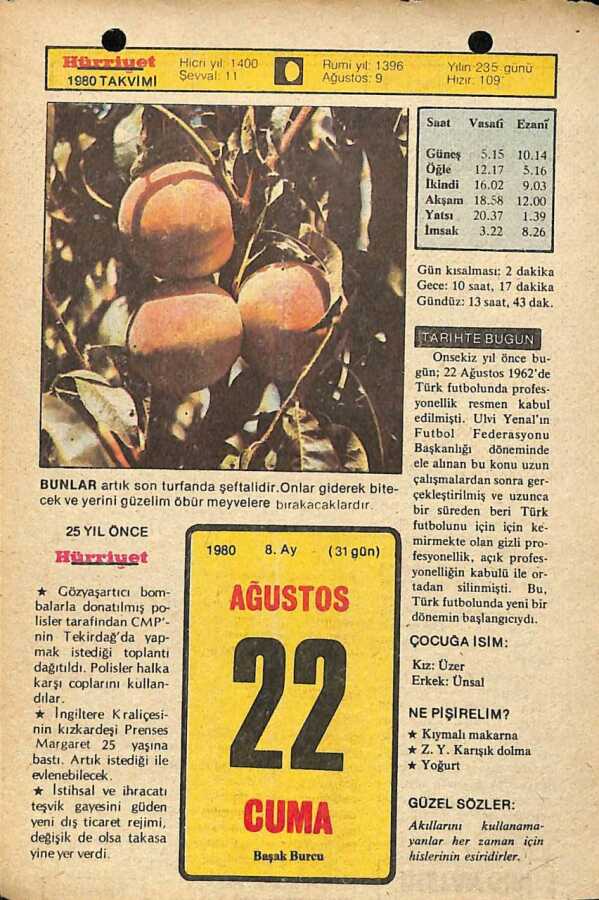 Hürriyet
1980 TAKVİMİ
Hicri yıl: 1400
Şevval: 11
Rumi yıl: 1396
Ağustos: 9
Yılın 235. günü
Hızır: 109
Saat Vasatî Ezanî
Güneş 5.15 10.14
Öğle 12.17 5.16
İkindi 16.02 9.03
Akşam 18.58 12.00
Yatsı 20.37 1.39
İmsak 3.22 8.26
Gün kısalması: 2 dakika
Gece: 10 saat, 17 dakika
Gündüz: 13 saat, 43 dak.
TARİHTE BUGÜN
Onsekiz yıl önce bu-
gün; 22 Ağustos 1962'de
Türk futbolunda profes-
yonellik resmen kabul
edilmişti. Ulvi Yenal'ın
Futbol Federasyonu
Başkanlığı döneminde
ele alınan bu konu uzun
çalışmalardan sonra ger-
çekleştirilmiş ve uzunca
bir süreden beri Türk
futbolunu için için ke-
mirmekte olan gizli pro-
fesyonellik, açık profes-
yonelliğin kabulü ile or-
tadan silinmişti. Bu,
Türk futbolunda yeni bir
dönemin başlangıcıydı.
BUNLAR artık son turfanda şeftalidir.Onlar giderek bite-
cek ve yerini güzelim öbür meyvelere bırakacaklardır.
25 YIL ÖNCE
Hürriyet
★ Gözyaşartıcı bom-
balarla donatılmış po-
lisler tarafından CMP'-
nin Tekirdağ'da yap-
mak istediği toplantı
dağıtıldı. Polisler halka
karşı coplarını kullan-
dılar.
★ İngiltere Kraliçesi-
nin kızkardeşi Prenses
Margaret 25 yaşına
bastı. Artık istediği ile
evlenebilecek.
★ İstihsal ve ihracatı
teşvik gayesini güden
yeni dış ticaret rejimi,
değişik de olsa takasa
yine yer verdi.
1980 8. Ay (31 gün)
AĞUSTOS
22
CUMA
Başak Burcu
ÇOCUĞA İSİM:
Kız: Üzer
Erkek: Ünsal
NE PİŞİRELİM?
★ Kıymalı makarna
★ Z. Y. Karışık dolma
★ Yoğurt
GÜZEL SÖZLER:
Akıllarını kullanama-
yanlar her zaman için
hislerinin esiridirler.